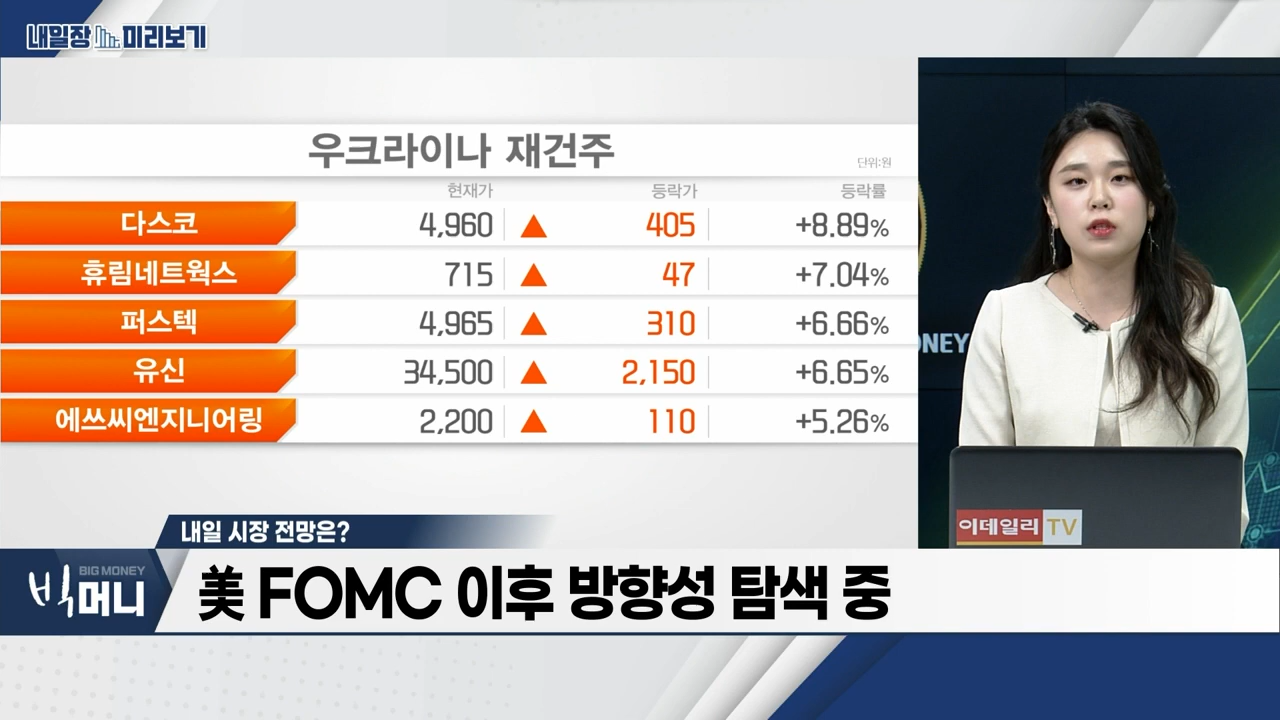 내일장 미리보기
우크라이나 재건주
단위:원
현재가 등락가 등락률
다스코 4,960 ▲ 405 +8.89%
휴림네트웍스 715 ▲ 47 +7.04%
퍼스텍 4,965 ▲ 310 +6.66%
유신 34,500 ▲ 2,150 +6.65%
에쓰씨엔지니어링 2,200 ▲ 110 +5.26%
ONEY
이데일리 TV
내일 시장 전망은?
BIG MONEY
빅머니
美 FOMC 이후 방향성 탐색 중